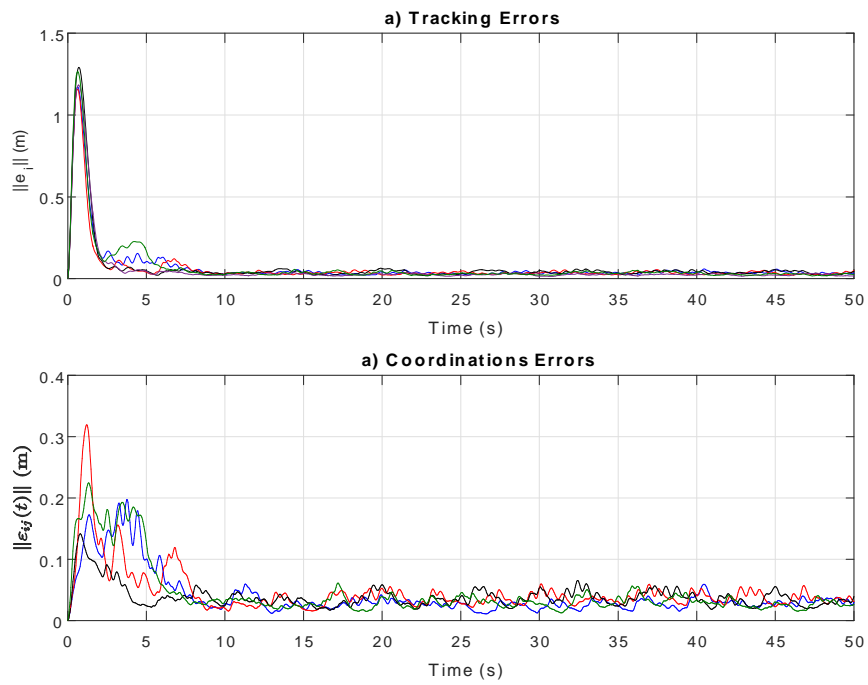 a) Tracking Errors
1.5
1
0.5
0
||e i|| (m)
0 5 10 15 20 25 30 35 40 45 50
Time (s)
a) Coordinations Errors
0.4
0.3
0.2
0.1
0
||εij(t)|| (m)
0 5 10 15 20 25 30 35 40 45 50
Time (s)